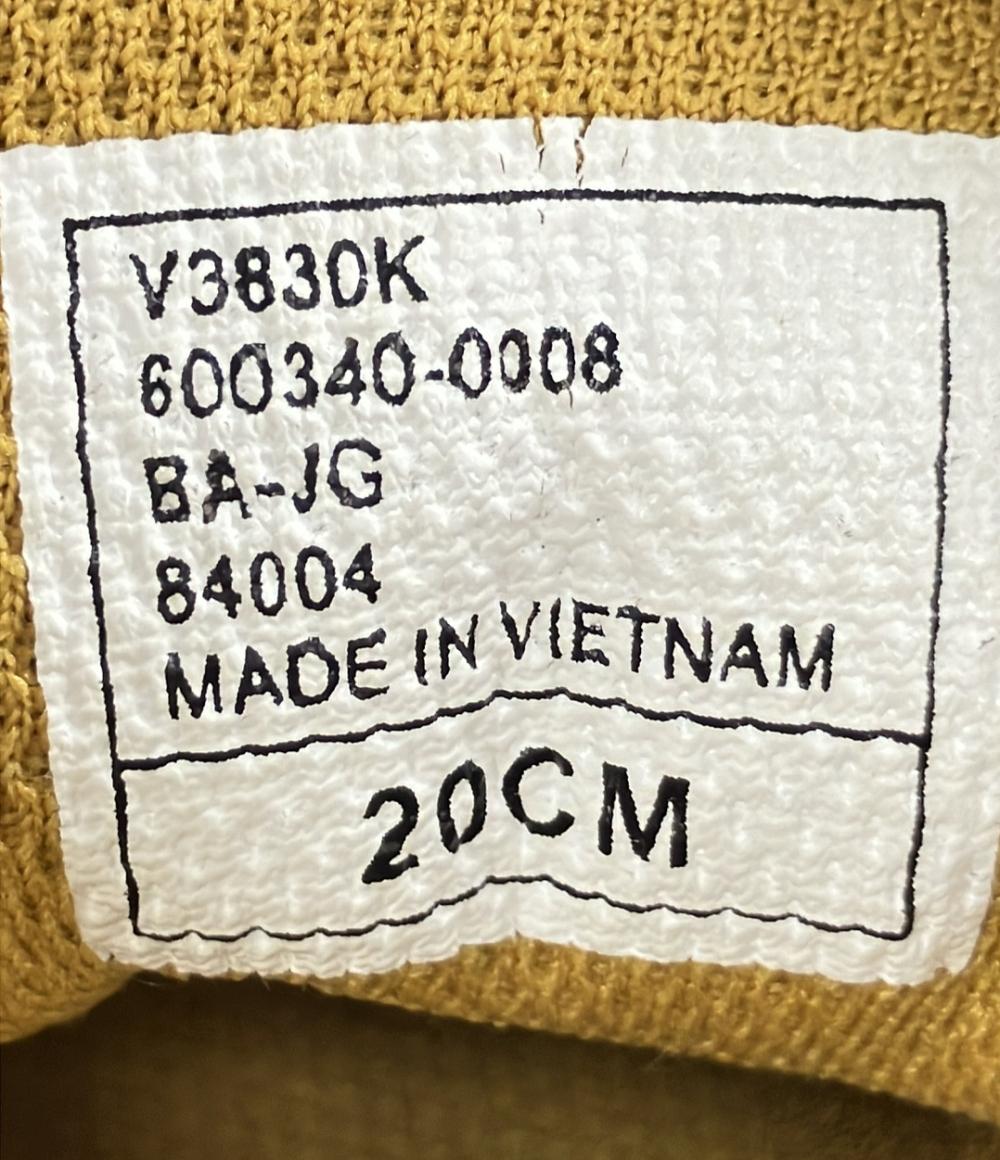 V3830K
600340-0008
BA-JG
84004
MADE IN VIETNAM
20CM